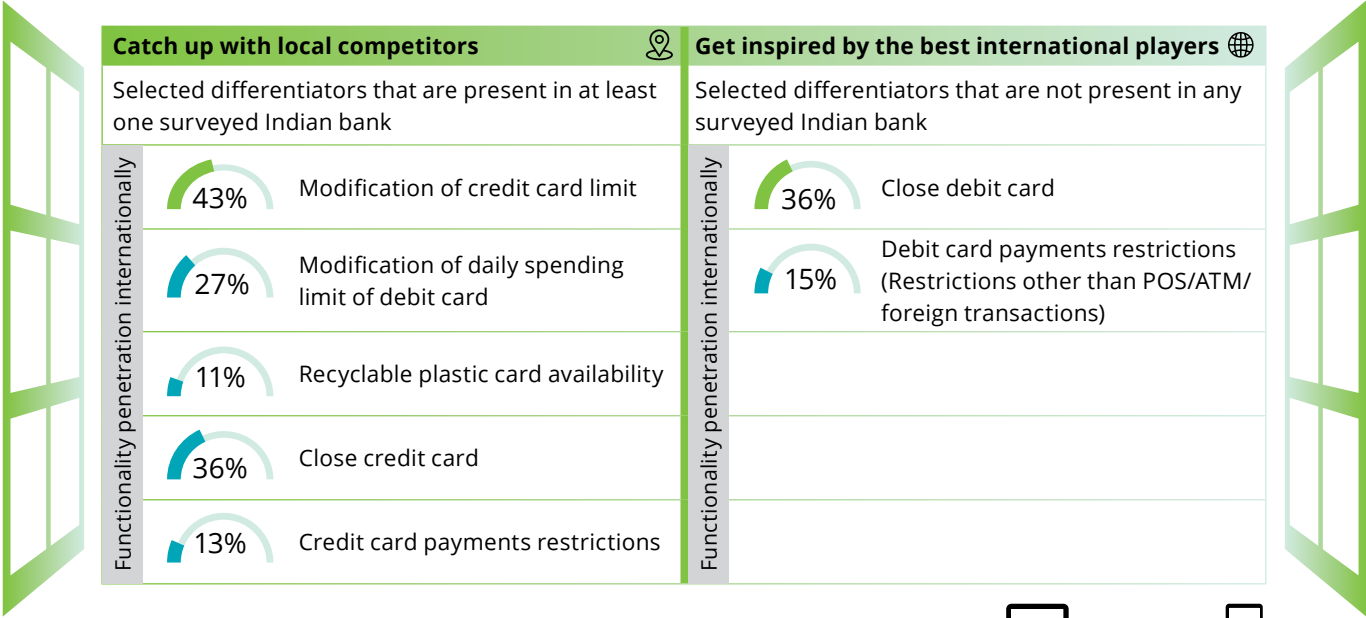 Catch up with local competitors
Selected differentiators that are present in at least
one surveyed Indian bank
Functionality penetration internationally
43%
Modification of credit card limit
27%
Modification of daily spending
limit of debit card
11%
Recyclable plastic card availability
36%
Close credit card
13%
Credit card payments restrictions
Get inspired by the best international players
Selected differentiators that are not present in any
surveyed Indian bank
Functionality penetration internationally
36%
Close debit card
15%
Debit card payments restrictions
(Restrictions other than POS/ATM/
foreign transactions)